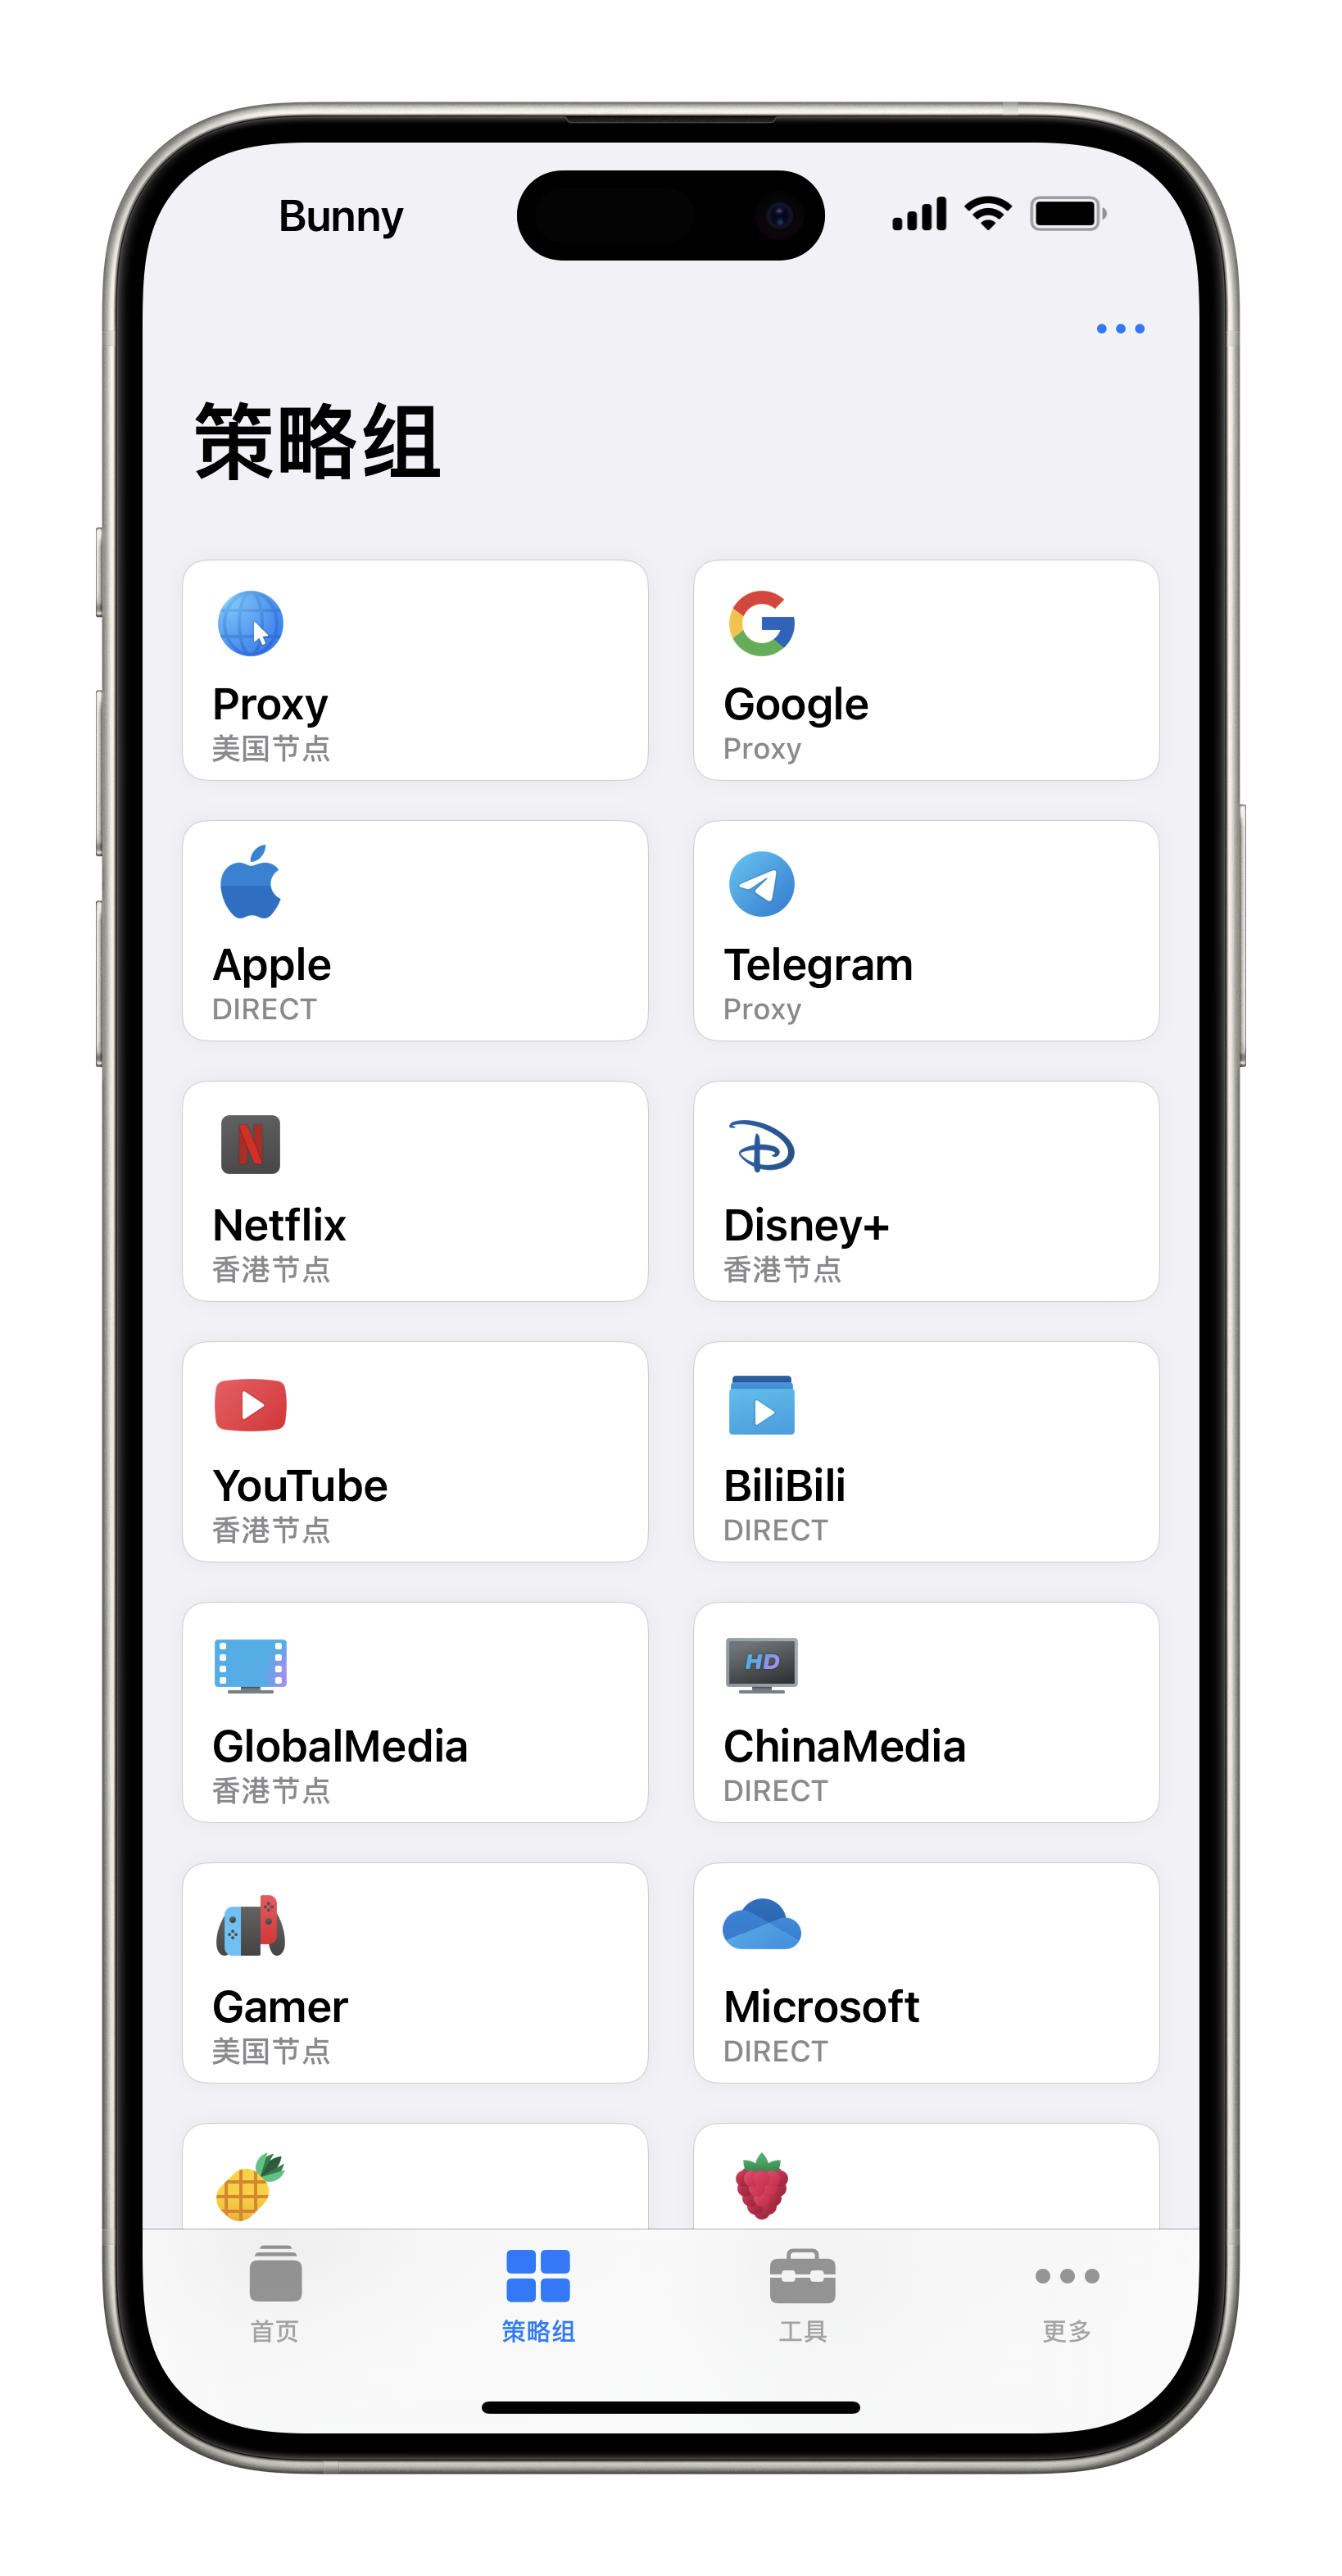 Bunny
策略组
Proxy
美国节点
Google
Proxy
Apple
DIRECT
Telegram
Proxy
N
Netflix
香港节点
Disney+
香港节点
YouTube
香港节点
BiliBili
DIRECT
GlobalMedia
香港节点
HD
ChinaMedia
DIRECT
Gamer
美国节点
Microsoft
DIRECT
首页
策略组
工具
更多